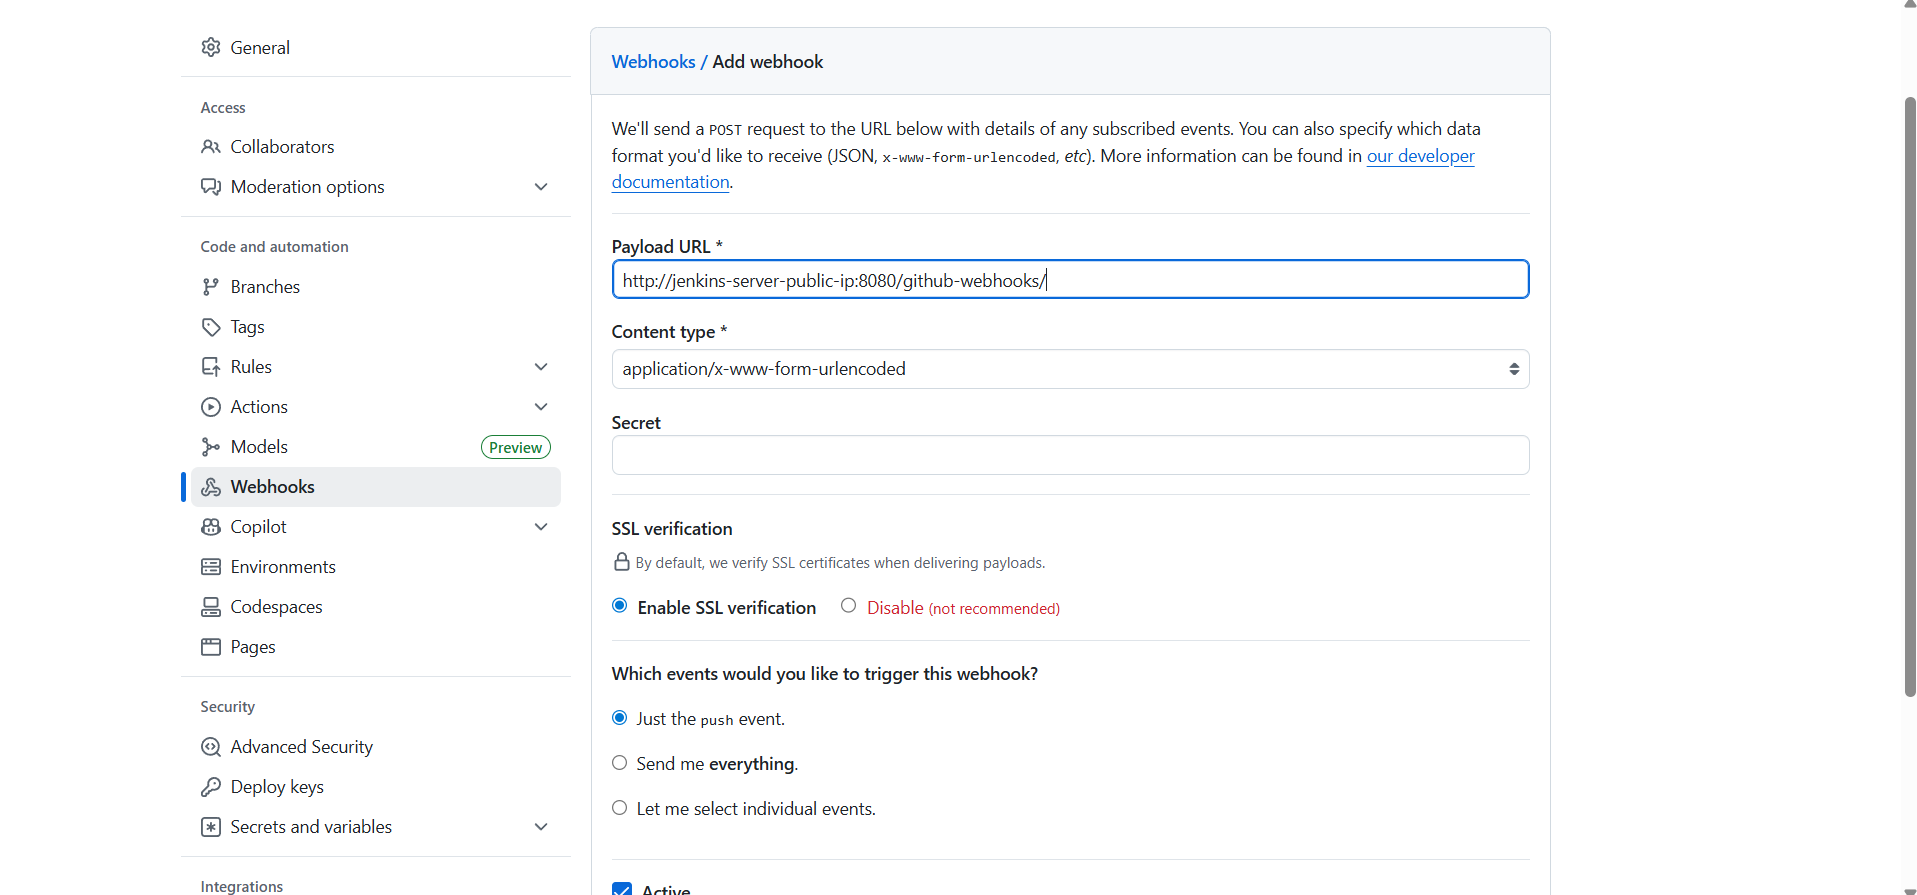 General
Access
Collaborators
Moderation options
Code and automation
Branches
Tags
Rules
Actions
Models Preview
Webhooks
Copilot
Environments
Codespaces
Pages
Security
Advanced Security
Deploy keys
Secrets and variables
Integrations
Webhooks / Add webhook
We'll send a POST request to the URL below with details of any subscribed events. You can also specify which data
format you'd like to receive (JSON, x-www-form-urlencoded, etc). More information can be found in our developer
documentation.
Payload URL *
http://jenkins-server-public-ip:8080/github-webhooks/
Content type *
application/x-www-form-urlencoded
Secret
SSL verification
By default, we verify SSL certificates when delivering payloads.
Enable SSL verification Disable (not recommended)
Which events would you like to trigger this webhook?
Just the push event.
Send me everything.
Let me select individual events.
Active